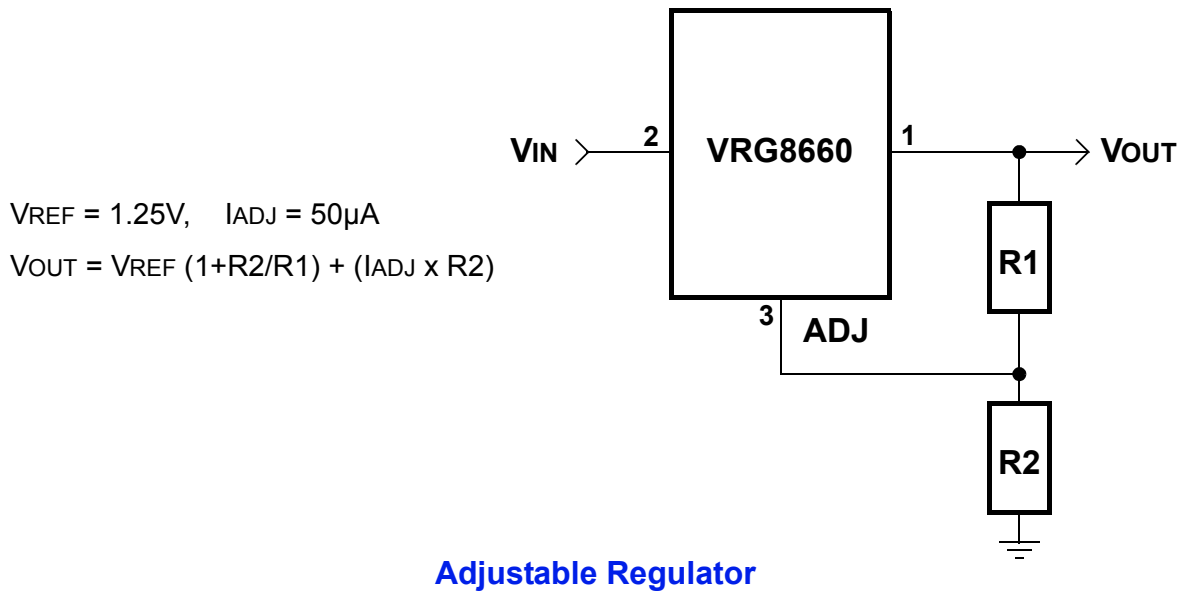 VIN
2
VRG8660
1
VOUT
VREF = 1.25V, IADJ = 50µA
VOUT = VREF (1+R2/R1) + (IADJ x R2)
R1
3
ADJ
R2
Adjustable Regulator